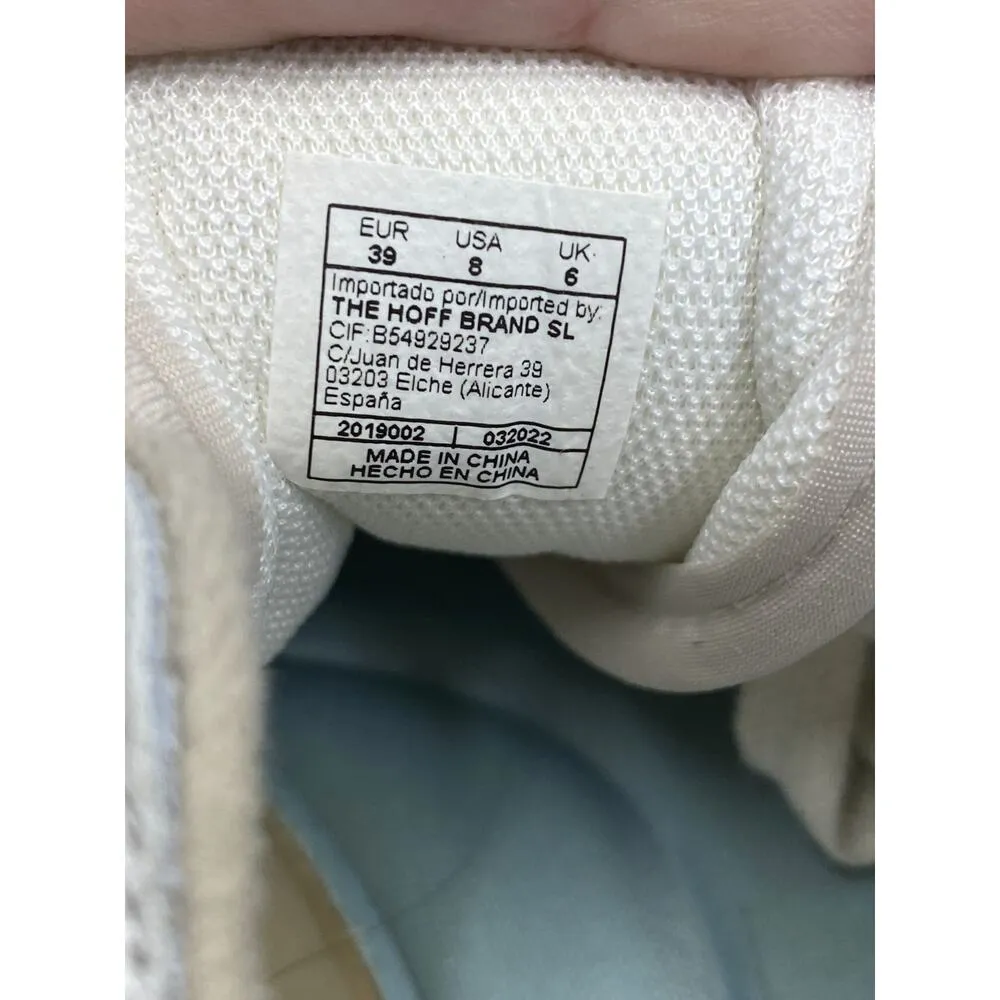 EUR USA UK
39 8 6
Importado por/Imported by:
THE HOFF BRAND SL
CIF:B54929237
C/Juan de Herrera 39
03203 Elche (Alicante)
España
2019002 | 032022
MADE IN CHINA
HECHO EN CHINA